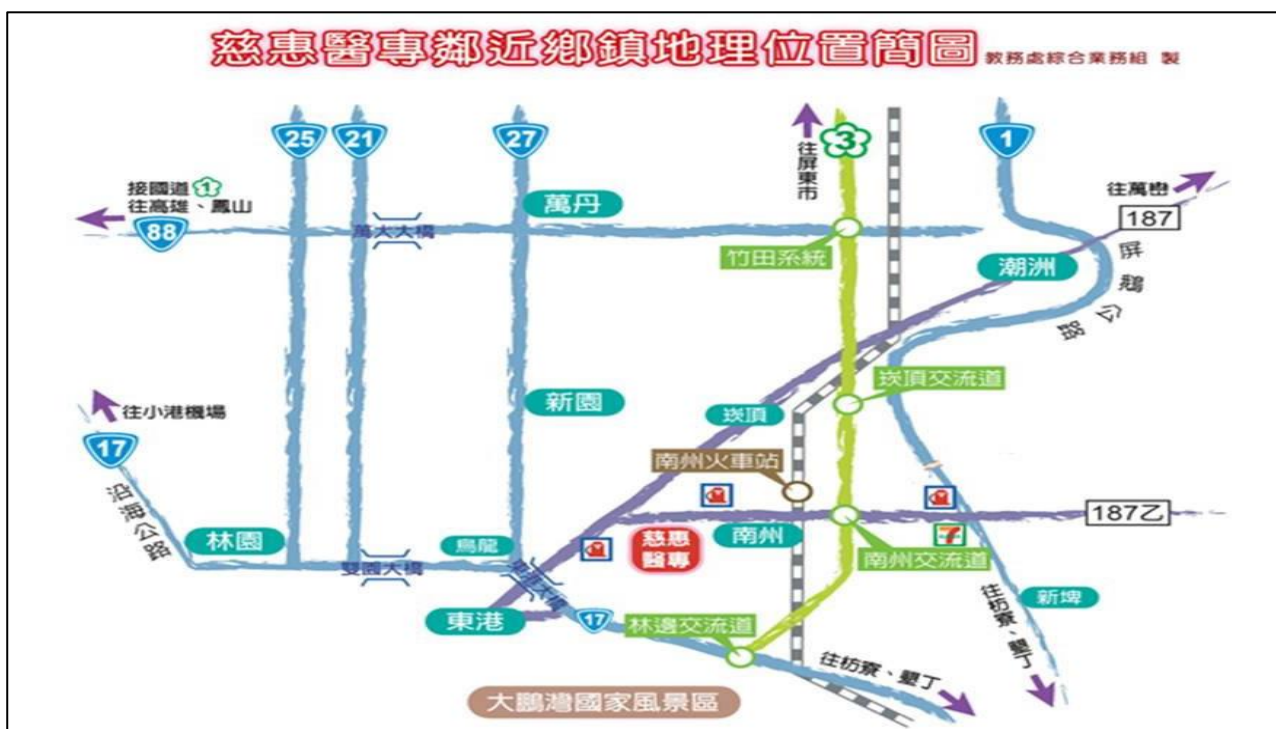 慈惠醫專鄰近鄉鎮地理位置簡圖 教務處綜合業務組 製
25
21
27
往屏東市
3
1
接國道 1
往高雄、鳳山
88
萬大大橋
萬丹
竹田系統
往萬巒
187
潮洲
屏鵝公路
往小港機場
17
沿海公路
新園
崁頂
崁頂交流道
南州火車站
187乙
林園
雙園大橋
烏龍
東港大橋
慈惠
醫專
南州
7
南州交流道
東港
17
林邊交流道
新埤
往枋寮、墾丁
往枋寮、墾丁
大鵬灣國家風景區